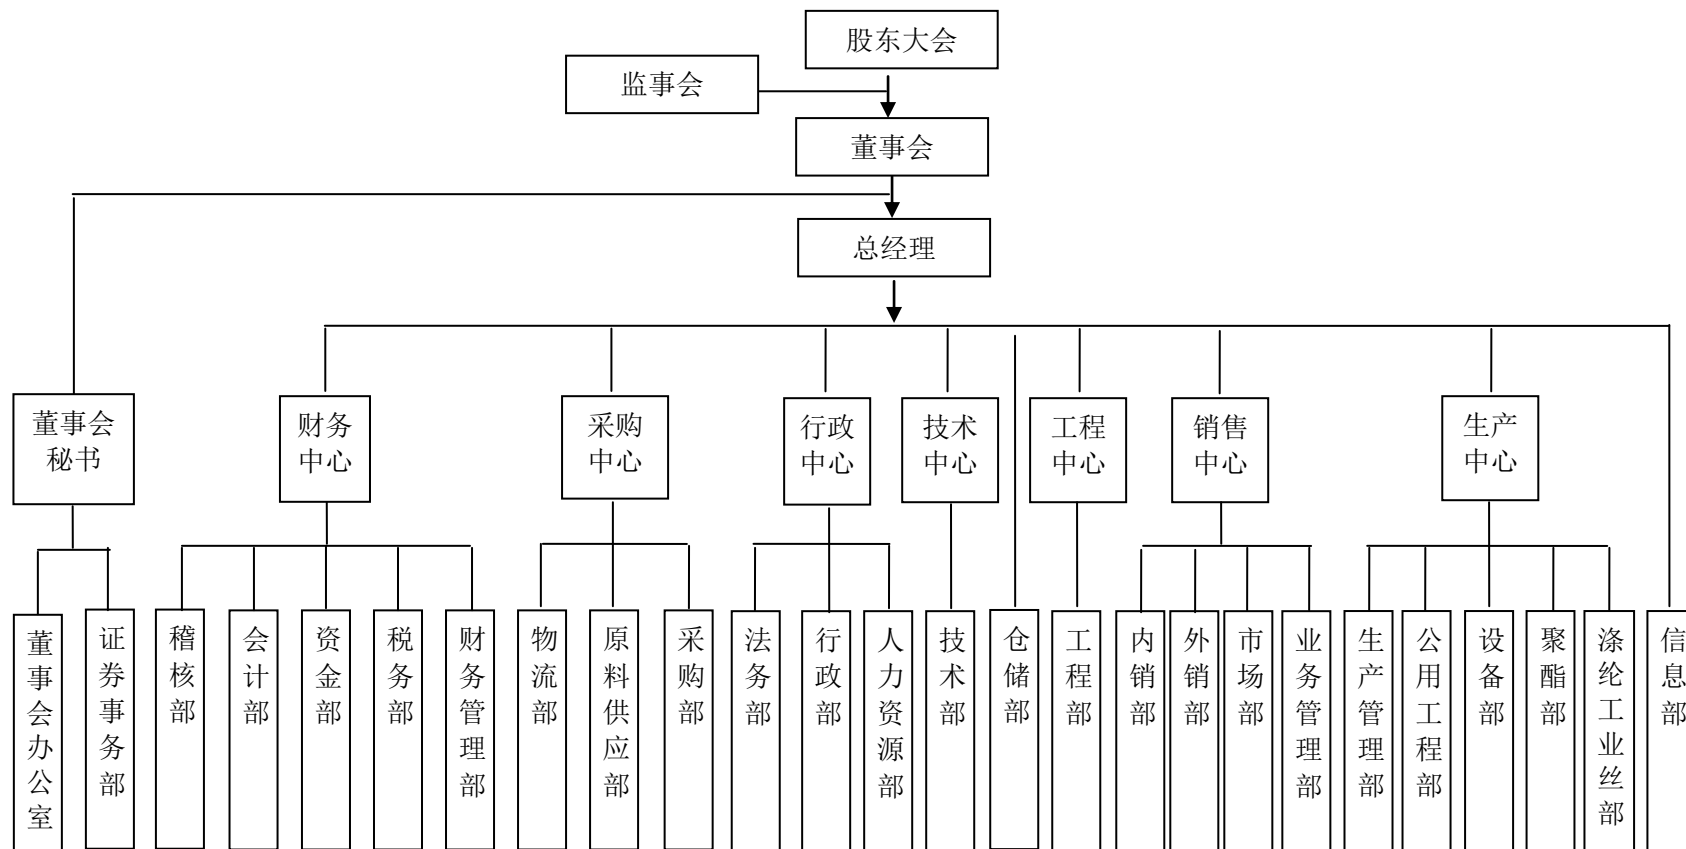 股东大会
监事会
董事会
总经理
董事会
秘书
财务
中心
采购
中心
行政
中心
技术
中心
工程
中心
销售
中心
生产
中心
董事会办公室
证券事务部
稽核部
会计部
资金部
税务部
财务管理部
物流部
原料供应部
采购部
法务部
行政部
人力资源部
技术部
仓储部
工程部
内销部
外销部
市场部
业务管理部
生产管理部
公用工程部
设备部
聚酯部
涤纶工业丝部
信息部